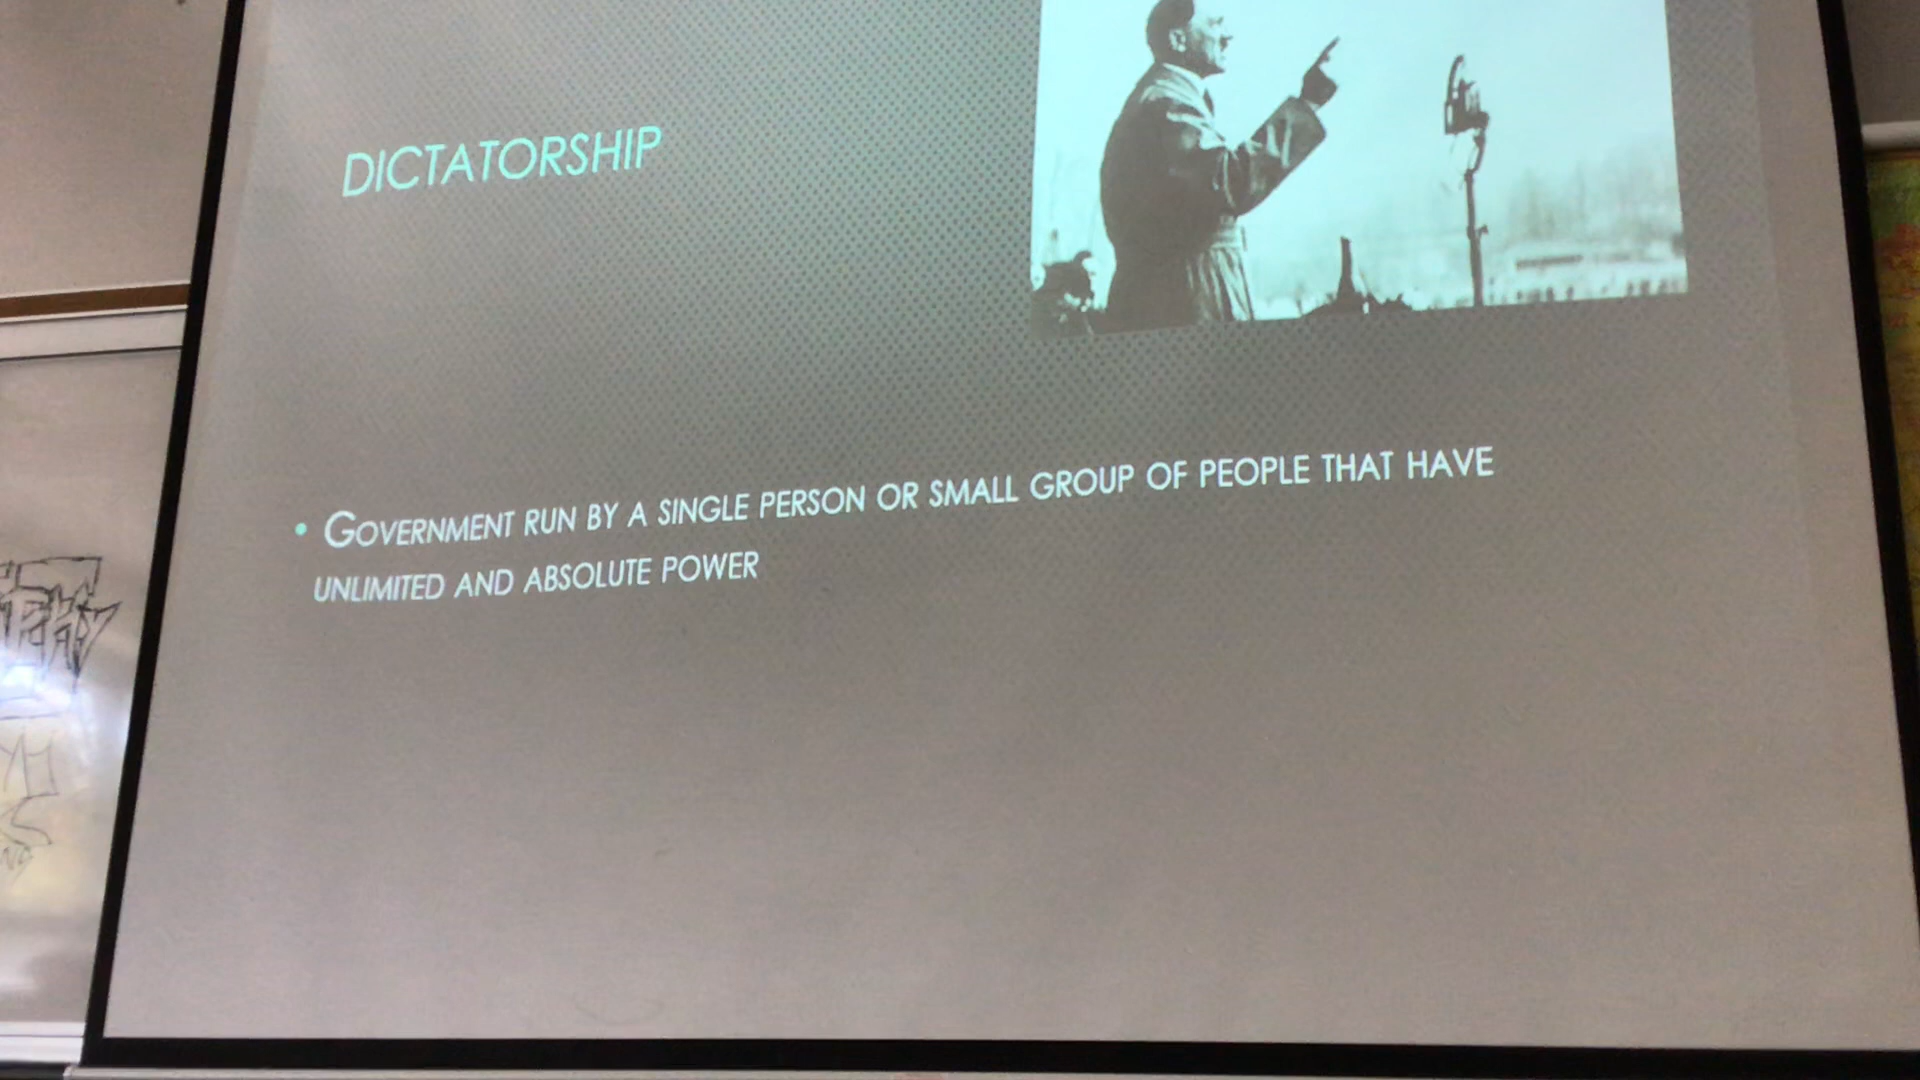 DICTATORSHIP
• GOVERNMENT RUN BY A SINGLE PERSON OR SMALL GROUP OF PEOPLE THAT HAVE
UNLIMITED AND ABSOLUTE POWER